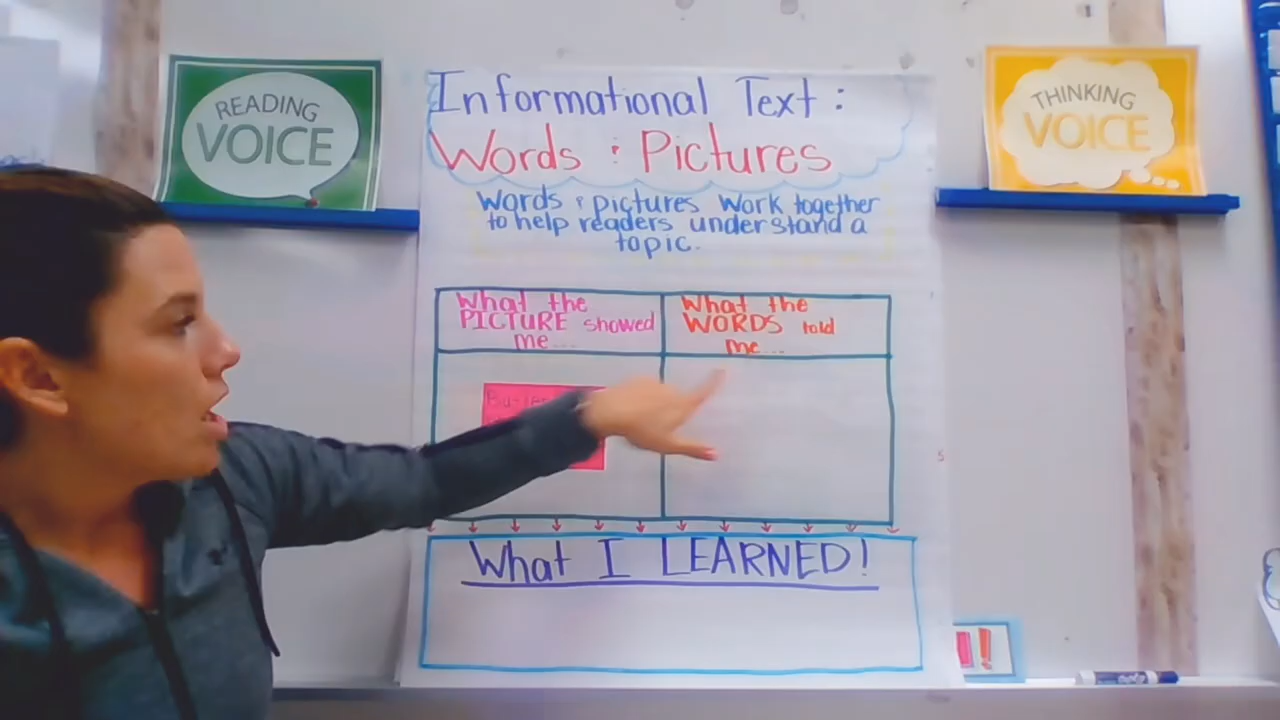 READING
VOICE
THINKING
VOICE
Informational Text:
Words & Pictures
Words & pictures work together
to help readers understand a
topic.
What the
PICTURE showed
me...
What the
WORDS told
me...
What I LEARNED!